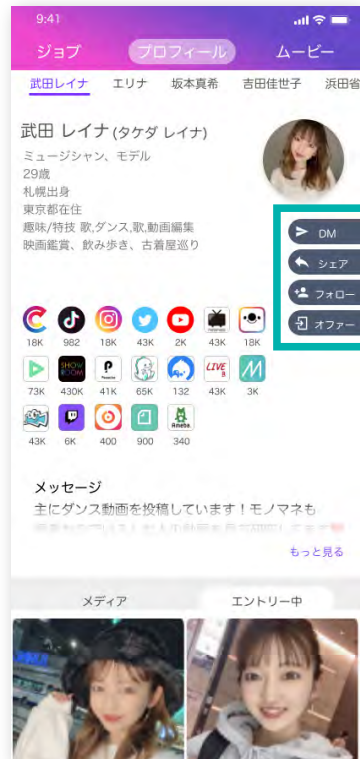 9:41
ジョブ プロフィール ムービー
武田レイナ エリナ 坂本真希 吉田佳世子 浜田省
武田 レイナ(タケダ レイナ)
ミュージシャン、モデル
29歳
札幌出身
東京都在住
趣味/特技 歌,ダンス,歌,動画編集
映画鑑賞、飲み歩き、古着屋巡り
DM
シェア
フォロー
オファー
18K 982 18K 43K 2K 43K 18K
SHOW ROOM LIVE
73K 430K 41K 65K 132 43K 3K
Ameba
43K 6K 400 900 340
メッセージ
主にダンス動画を投稿しています！モノマネも
もっと見る
メディア エントリー中